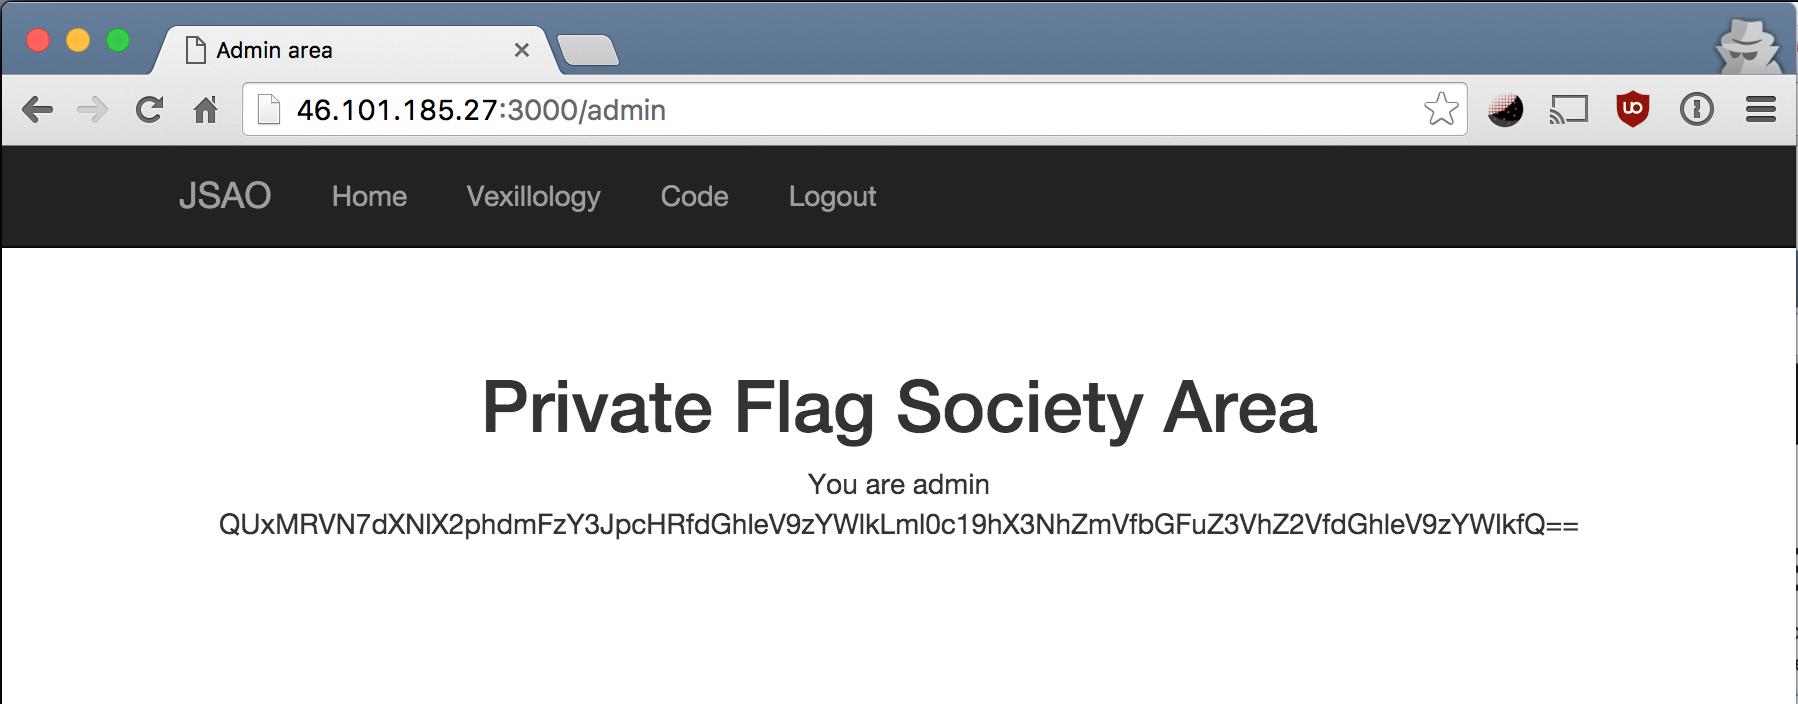 Admin area
46.101.185.27:3000/admin
JSAO Home Vexillology Code Logout
Private Flag Society Area
You are admin
QUxMRVN7dXNlX2phdmFzY3JpcHRfdGhleV9zYWlkLml0c19hX3NhZmVfbGFuZ3VhZ2VfdGhleV9zYWlkfQ==